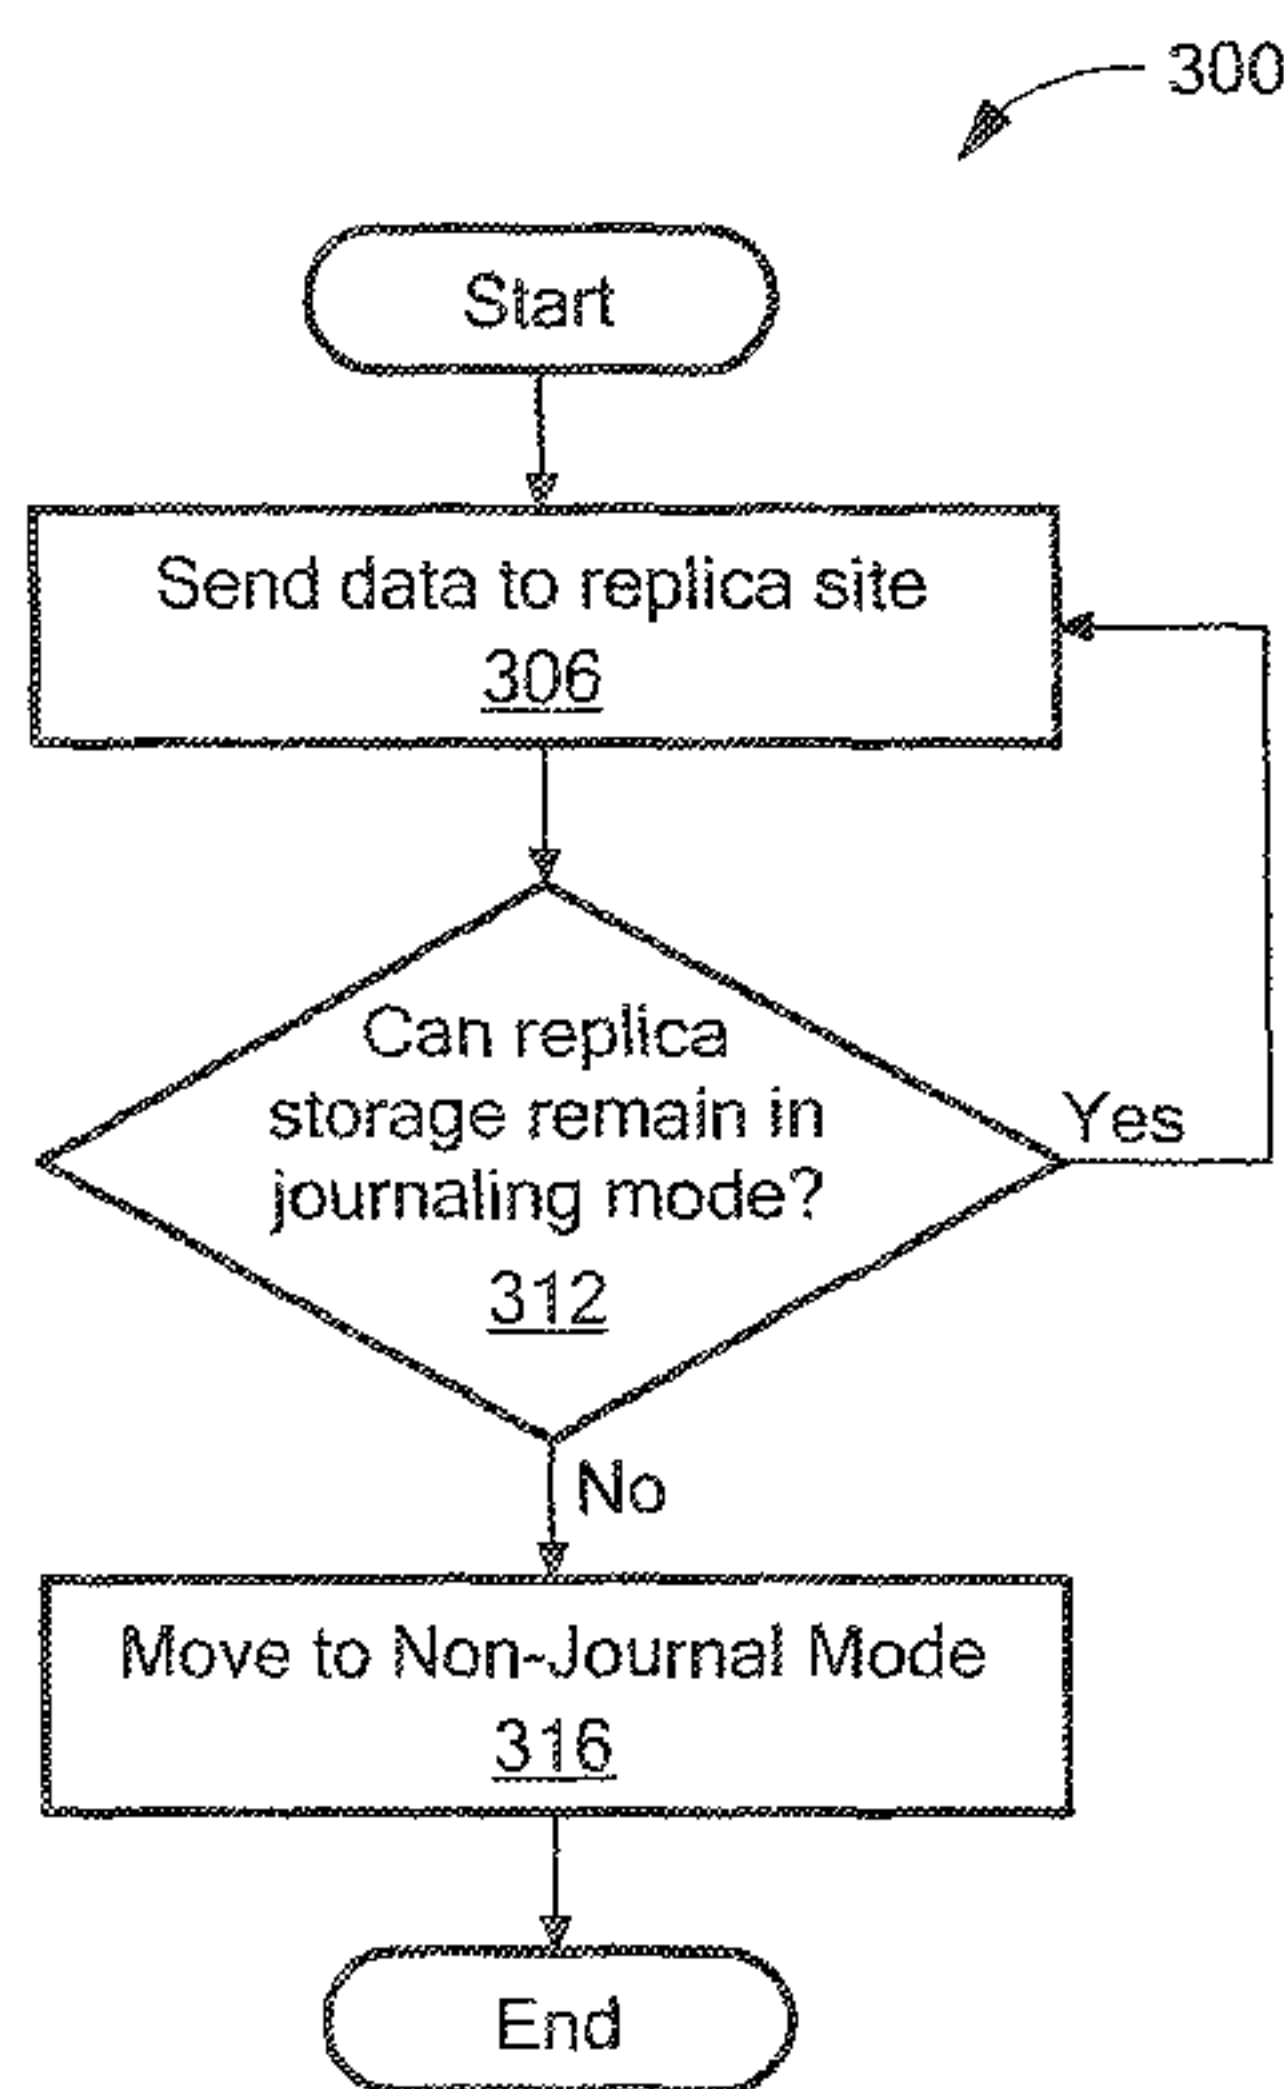 300
Start
Send data to replica site
306
Can replica
storage remain in
journaling mode?
312
Yes
No
Move to Non-Journal Mode
316
End